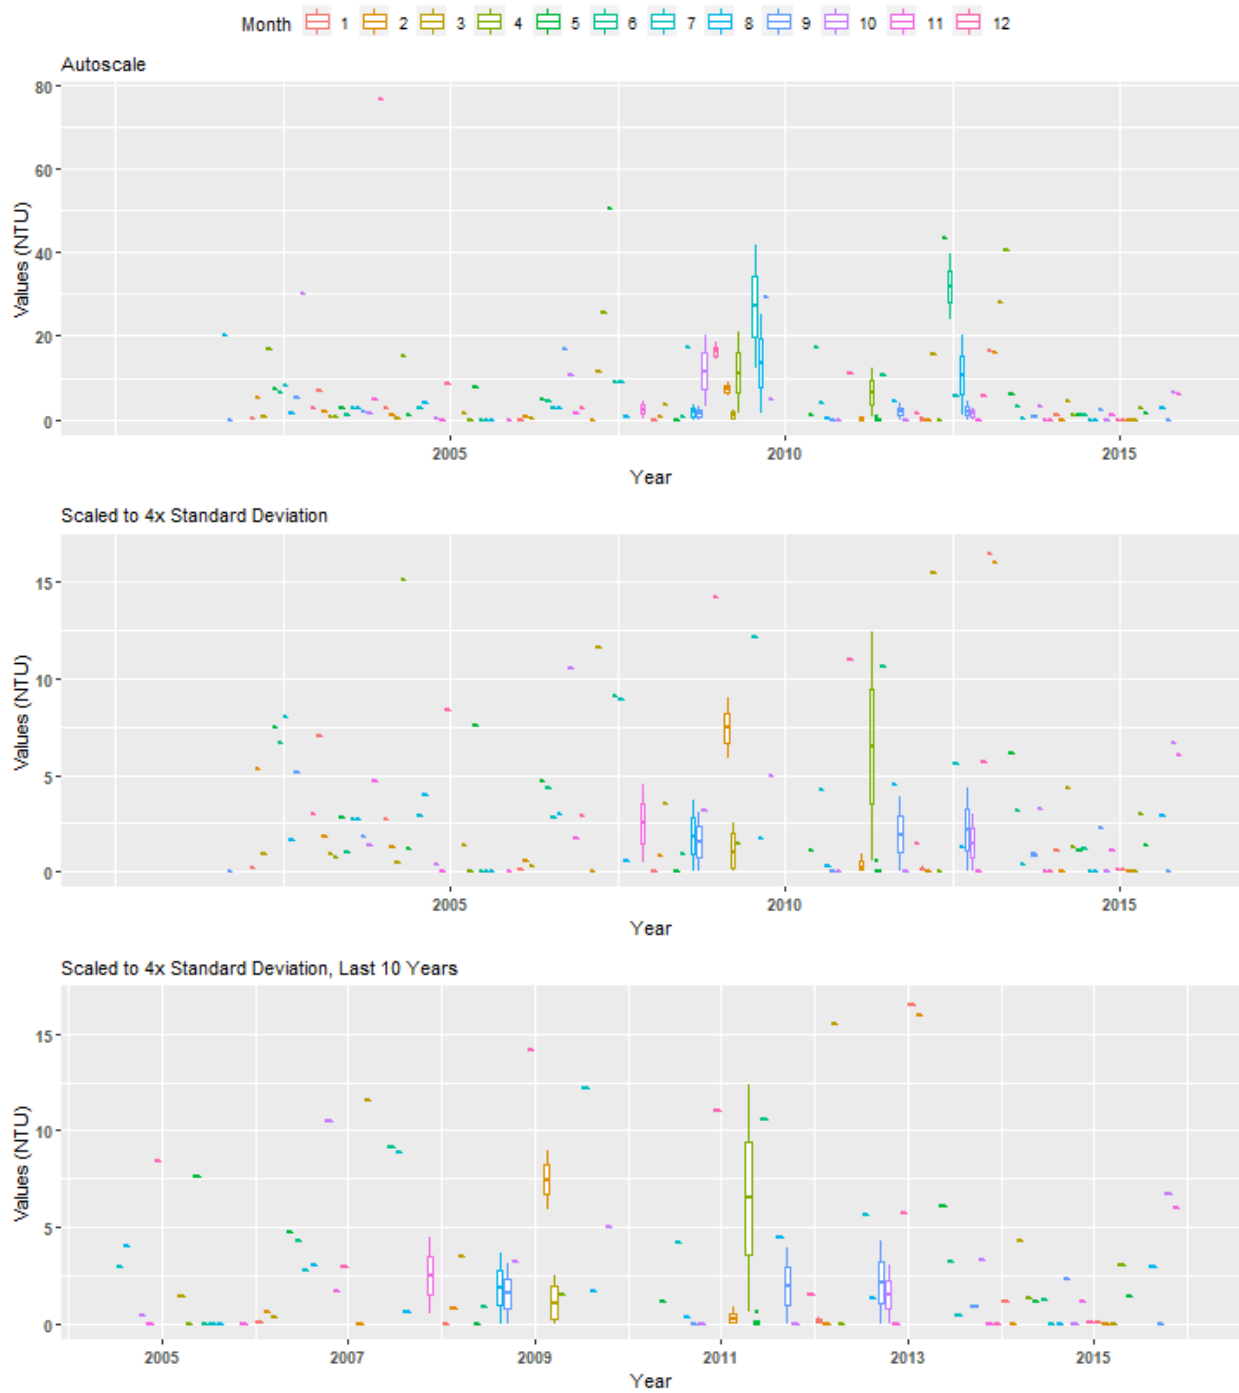 Month 1 2 3 4 5 6 7 8 9 10 11 12
Autoscale
80
60
40
20
0
Values (NTU)
2005 2010 2015
Year
Scaled to 4x Standard Deviation
15
10
5
0
Values (NTU)
2005 2010 2015
Year
Scaled to 4x Standard Deviation, Last 10 Years
15
10
5
0
Values (NTU)
2005 2007 2009 2011 2013 2015
Year